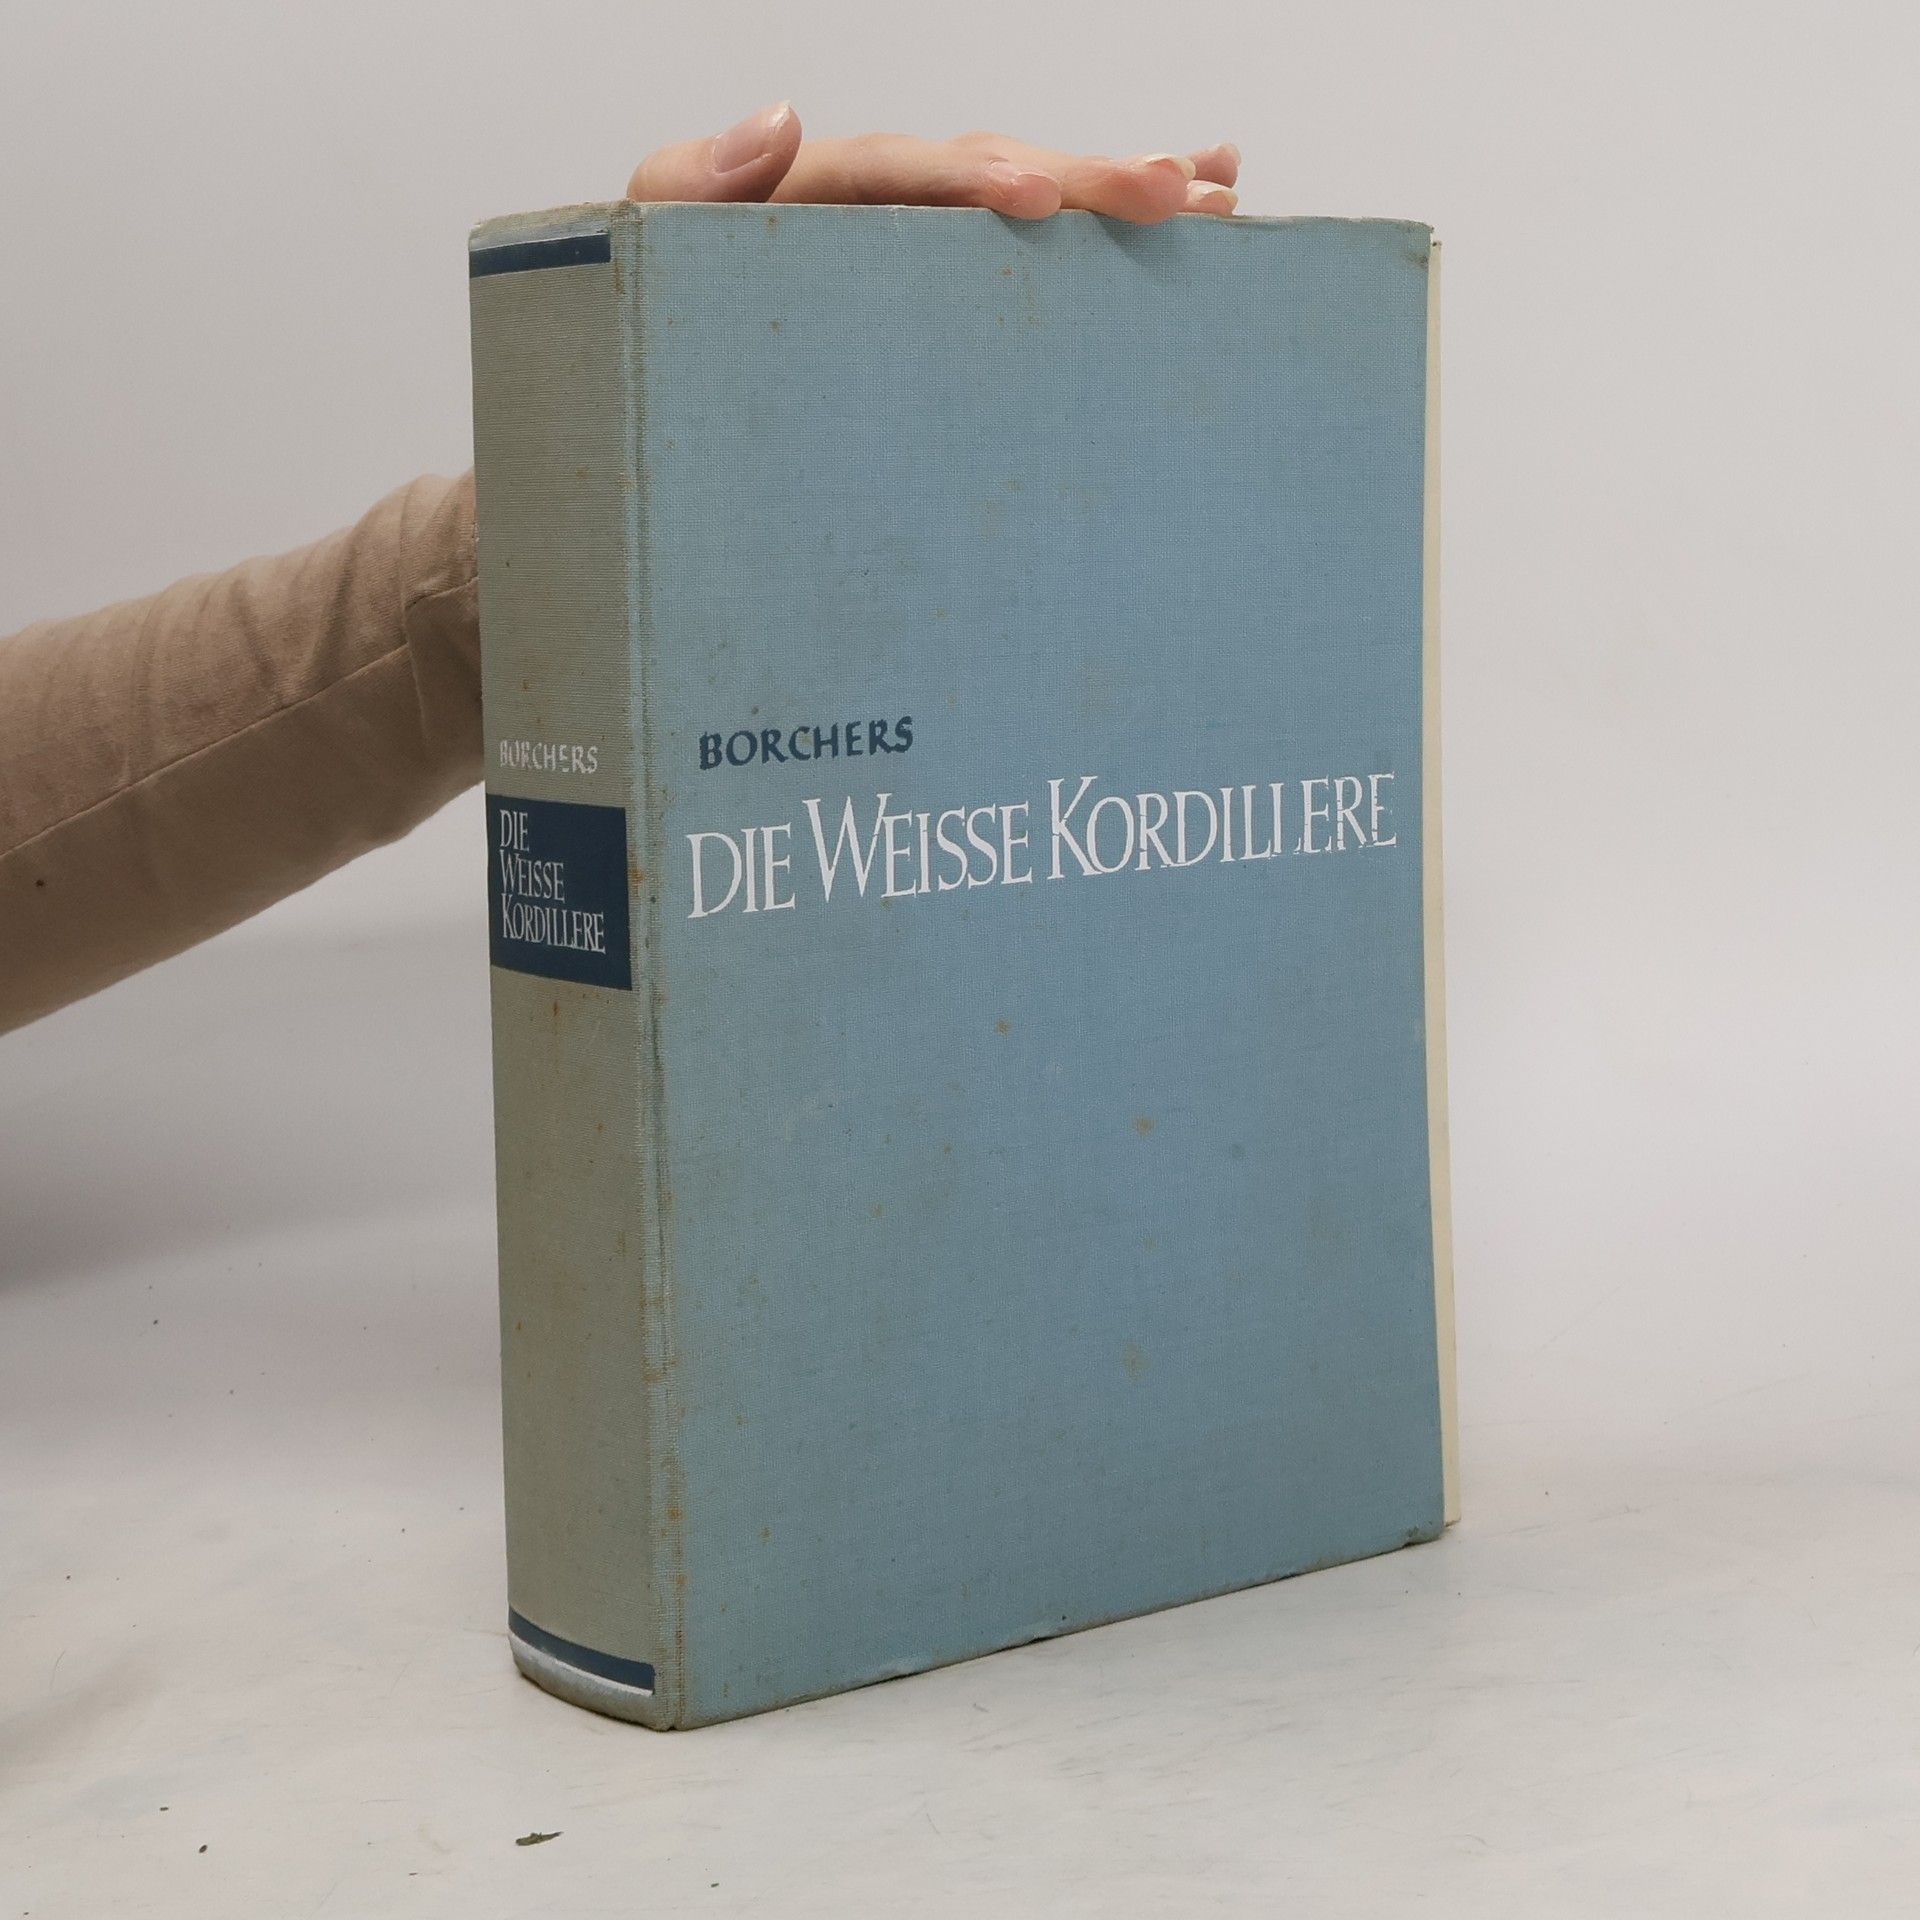 BORCHERS
DIE
WEISSE
KORDILLERE
BORCHERS
DIE WEISSE KORDILLERE